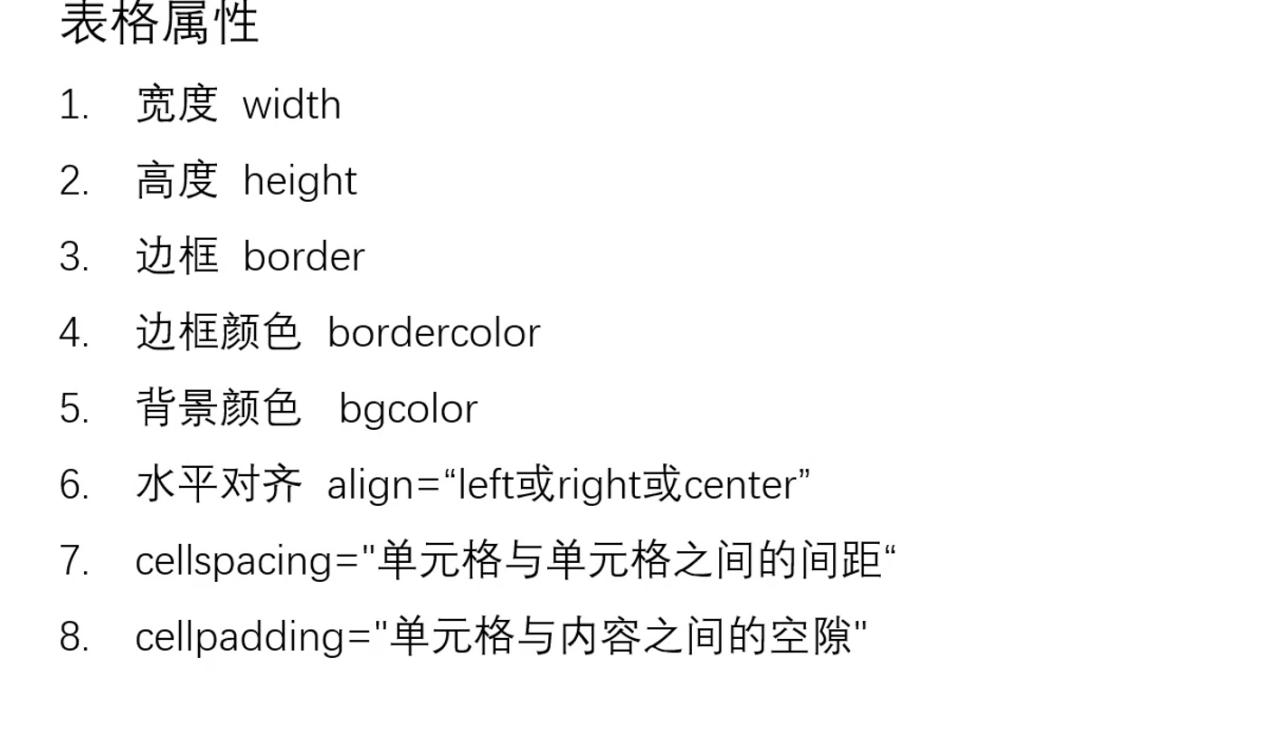 表格属性
1. 宽度 width
2. 高度 height
3. 边框 border
4. 边框颜色 bordercolor
5. 背景颜色 bgcolor
6. 水平对齐 align=“left或right或center”
7. cellspacing="单元格与单元格之间的间距“
8. cellpadding="单元格与内容之间的空隙"